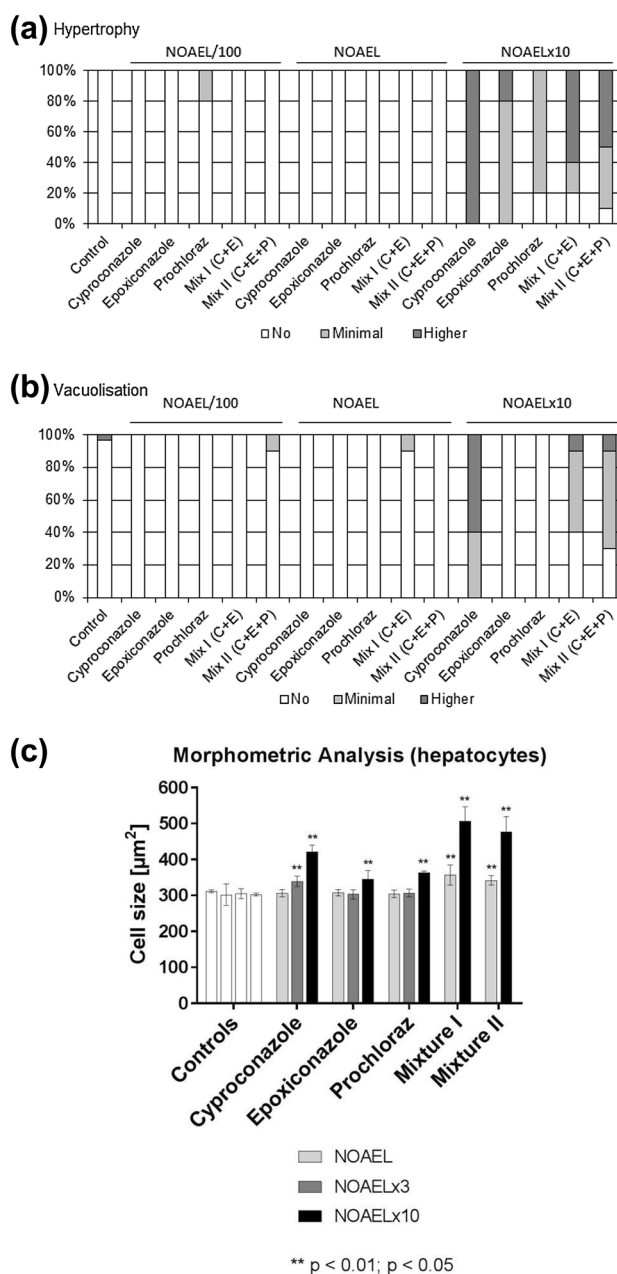 (a) Hypertrophy
NOAEL/100 NOAEL NOAELx10
100%
80%
60%
40%
20%
0%
Control
Cyproconazole
Epoxiconazole
Prochloraz
Mix I (C+E)
Mix II (C+E+P)
Cyproconazole
Epoxiconazole
Prochloraz
Mix I (C+E)
Mix II (C+E+P)
Cyproconazole
Epoxiconazole
Prochloraz
Mix I (C+E)
Mix II (C+E+P)
No Minimal Higher
(b) Vacuolisation
NOAEL/100 NOAEL NOAELx10
100%
80%
60%
40%
20%
0%
Control
Cyproconazole
Epoxiconazole
Prochloraz
Mix I (C+E)
Mix II (C+E+P)
Cyproconazole
Epoxiconazole
Prochloraz
Mix I (C+E)
Mix II (C+E+P)
Cyproconazole
Epoxiconazole
Prochloraz
Mix I (C+E)
Mix II (C+E+P)
No Minimal Higher
(c)
Morphometric Analysis (hepatocytes)
Cell size [µm²]
600
500
400
300
200
100
0
** ** ** ** ** ** ** **
Controls
Cyproconazole
Epoxiconazole
Prochloraz
Mixture I
Mixture II
NOAEL
NOAELx3
NOAELx10
** p < 0.01; p < 0.05